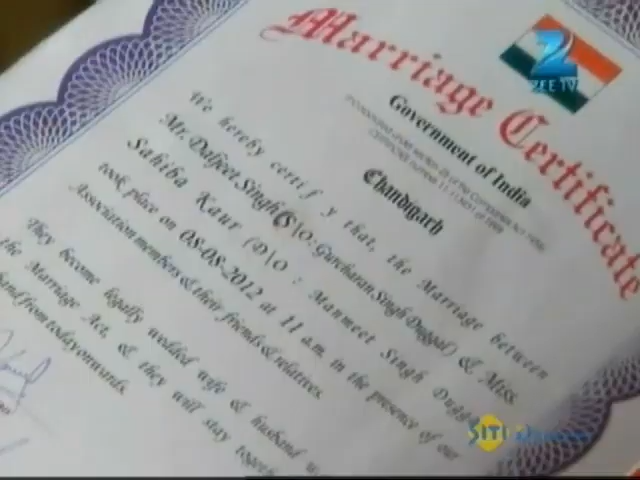 Marriage Certificate
ZEE TV
Government of India
Chandigarh
We hereby certify that, the Marriage between
Mr. Daljeet Singh (S\O: Gurcharan Singh Duggal) & Miss.
Sahiba Kaur (D\O : Manmeet Singh
took place on 08-08-2012 at 11 a.m. in the presence of our
Association members & their friends & relatives.
They become legally wedded wife & husband
the Marriage Act, & they will stay
from today onwards.
SITI